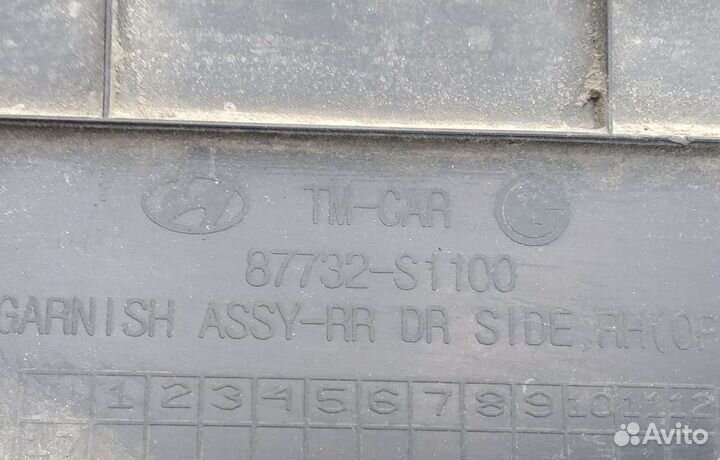 TM-CAR
87732-S1100
GARNISH ASSY-RR DR SIDE,RH(OP
1 2 3 4 5 6 7 8 9 10 11 12
Avito